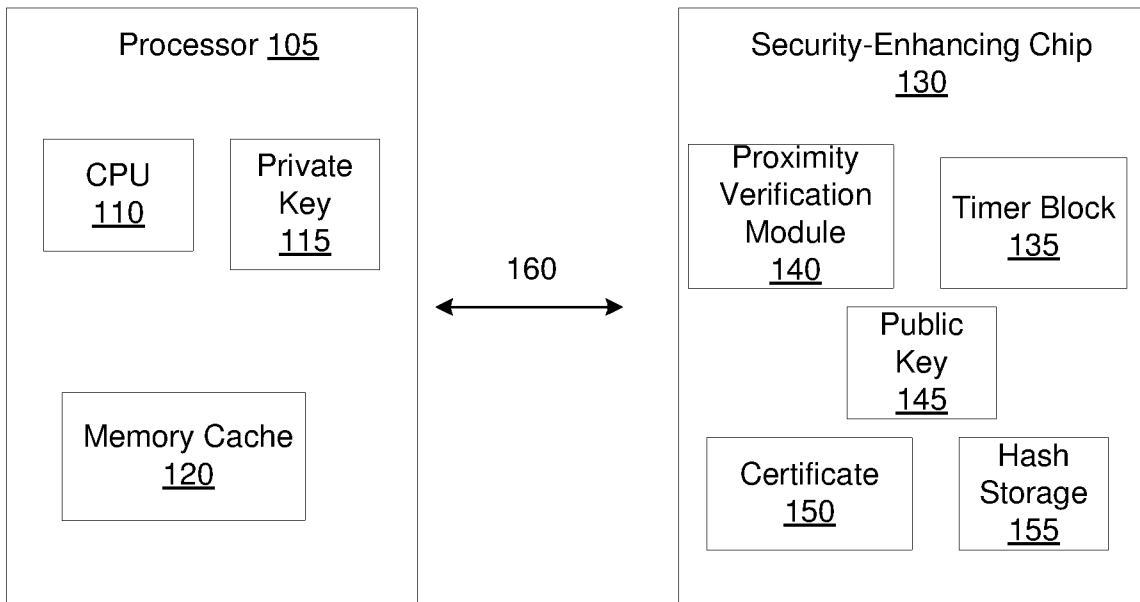 Processor 105
CPU
110
Private
Key
115
Memory Cache
120
160
Security-Enhancing Chip
130
Proximity
Verification
Module
140
Timer Block
135
Public
Key
145
Certificate
150
Hash
Storage
155